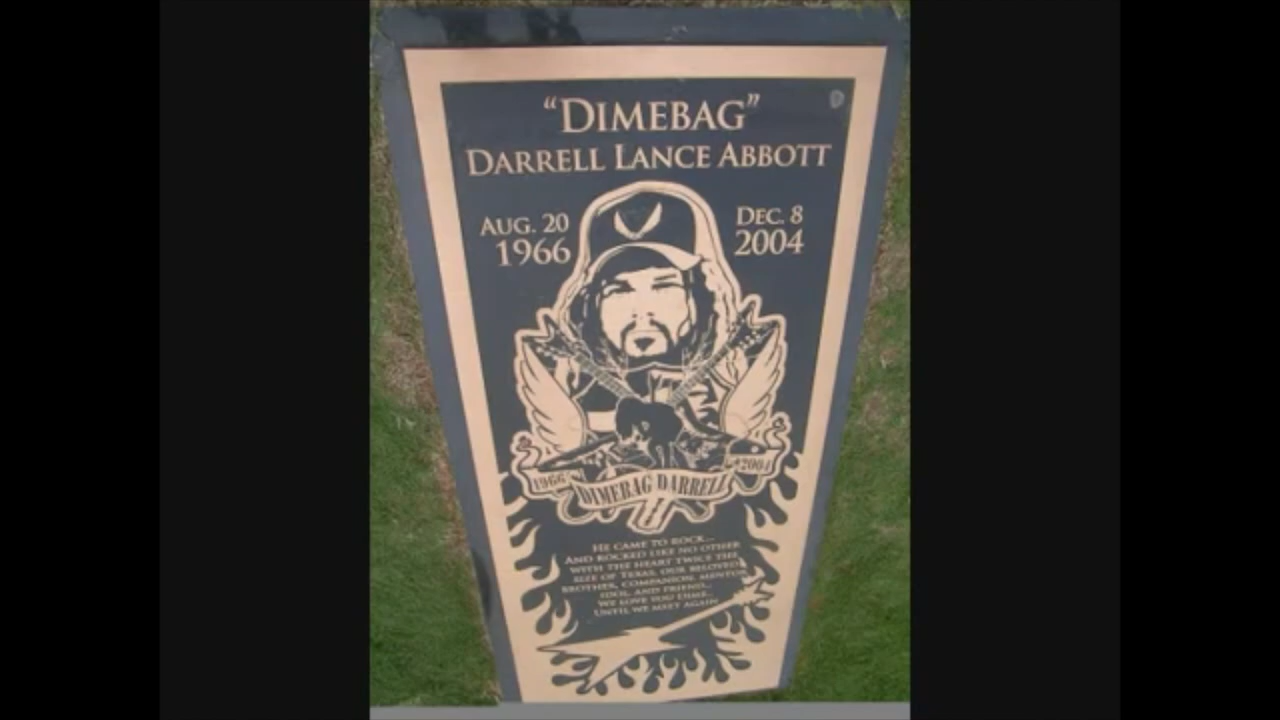 “DIMEBAG”
DARRELL LANCE ABBOTT
AUG. 20
1966
DEC. 8
2004
1966
DIMEBAG DARRELL
2004
HE CAME TO ROCK...
AND ROCKED LIKE NO OTHER
WITH THE HEART TWICE THE
SIZE OF TEXAS. OUR BELOVED
BROTHER, COMPANION, MENTOR
IDOL, AND FRIEND...
WE LOVE YOU DIME..
UNTIL WE MEET AGAIN